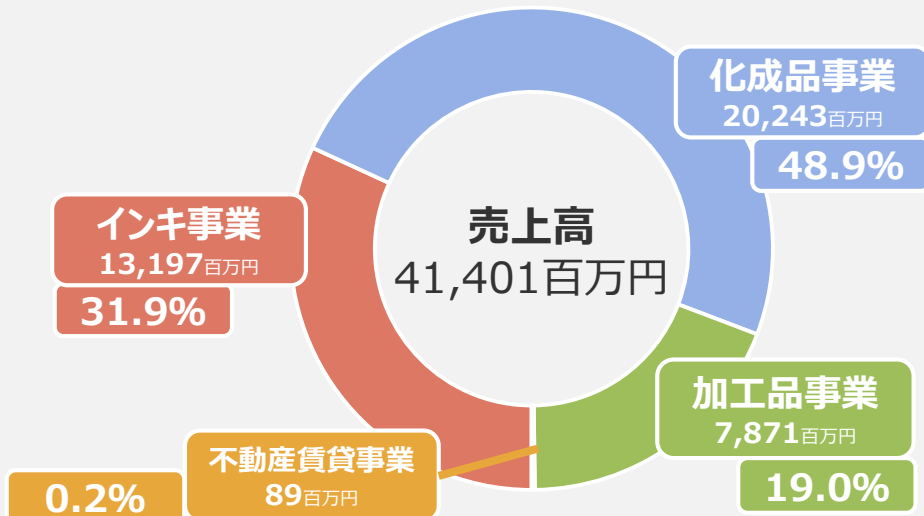 売上高
41,401百万円
化成品事業
20,243百万円
48.9%
加工品事業
7,871百万円
19.0%
不動産賃貸事業
89百万円
0.2%
インキ事業
13,197百万円
31.9%